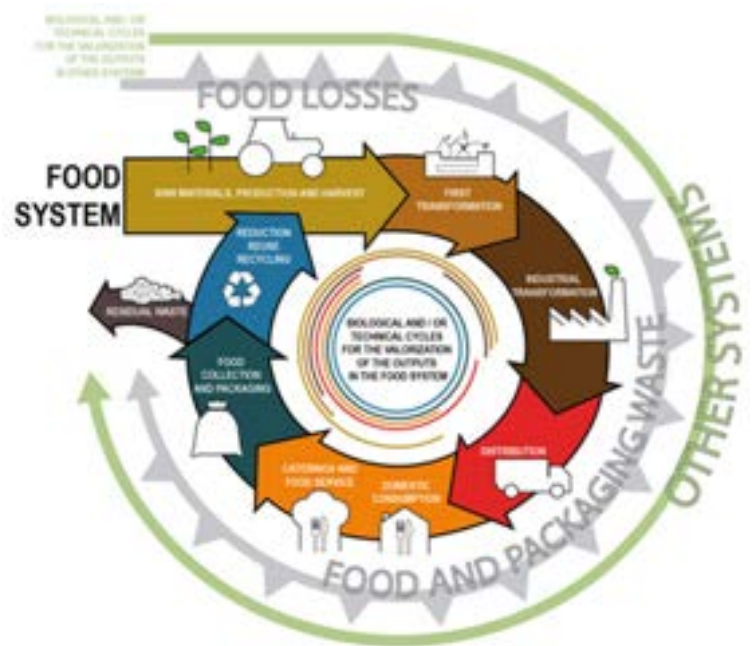 BIOLOGICAL AND / OR
TECHNICAL CYCLES
FOR THE VALORIZATION
OF THE OUTPUTS
IN OTHER SYSTEMS
FOOD LOSSES
FOOD
SYSTEM
RAW MATERIALS, PRODUCTION AND HARVEST
FIRST
TRANSFORMATION
REDUCTION
REUSE
RECYCLING
INDUSTRIAL
TRANSFORMATION
RESIDUAL WASTE
BIOLOGICAL AND / OR
TECHNICAL CYCLES
FOR THE VALORIZATION
OF THE OUTPUTS
IN THE FOOD SYSTEM
FOOD
COLLECTION
AND PACKAGING
DISTRIBUTION
CATERING AND
FOOD SERVICE
DOMESTIC
CONSUMPTION
FOOD AND PACKAGING WASTE
OTHER SYSTEMS